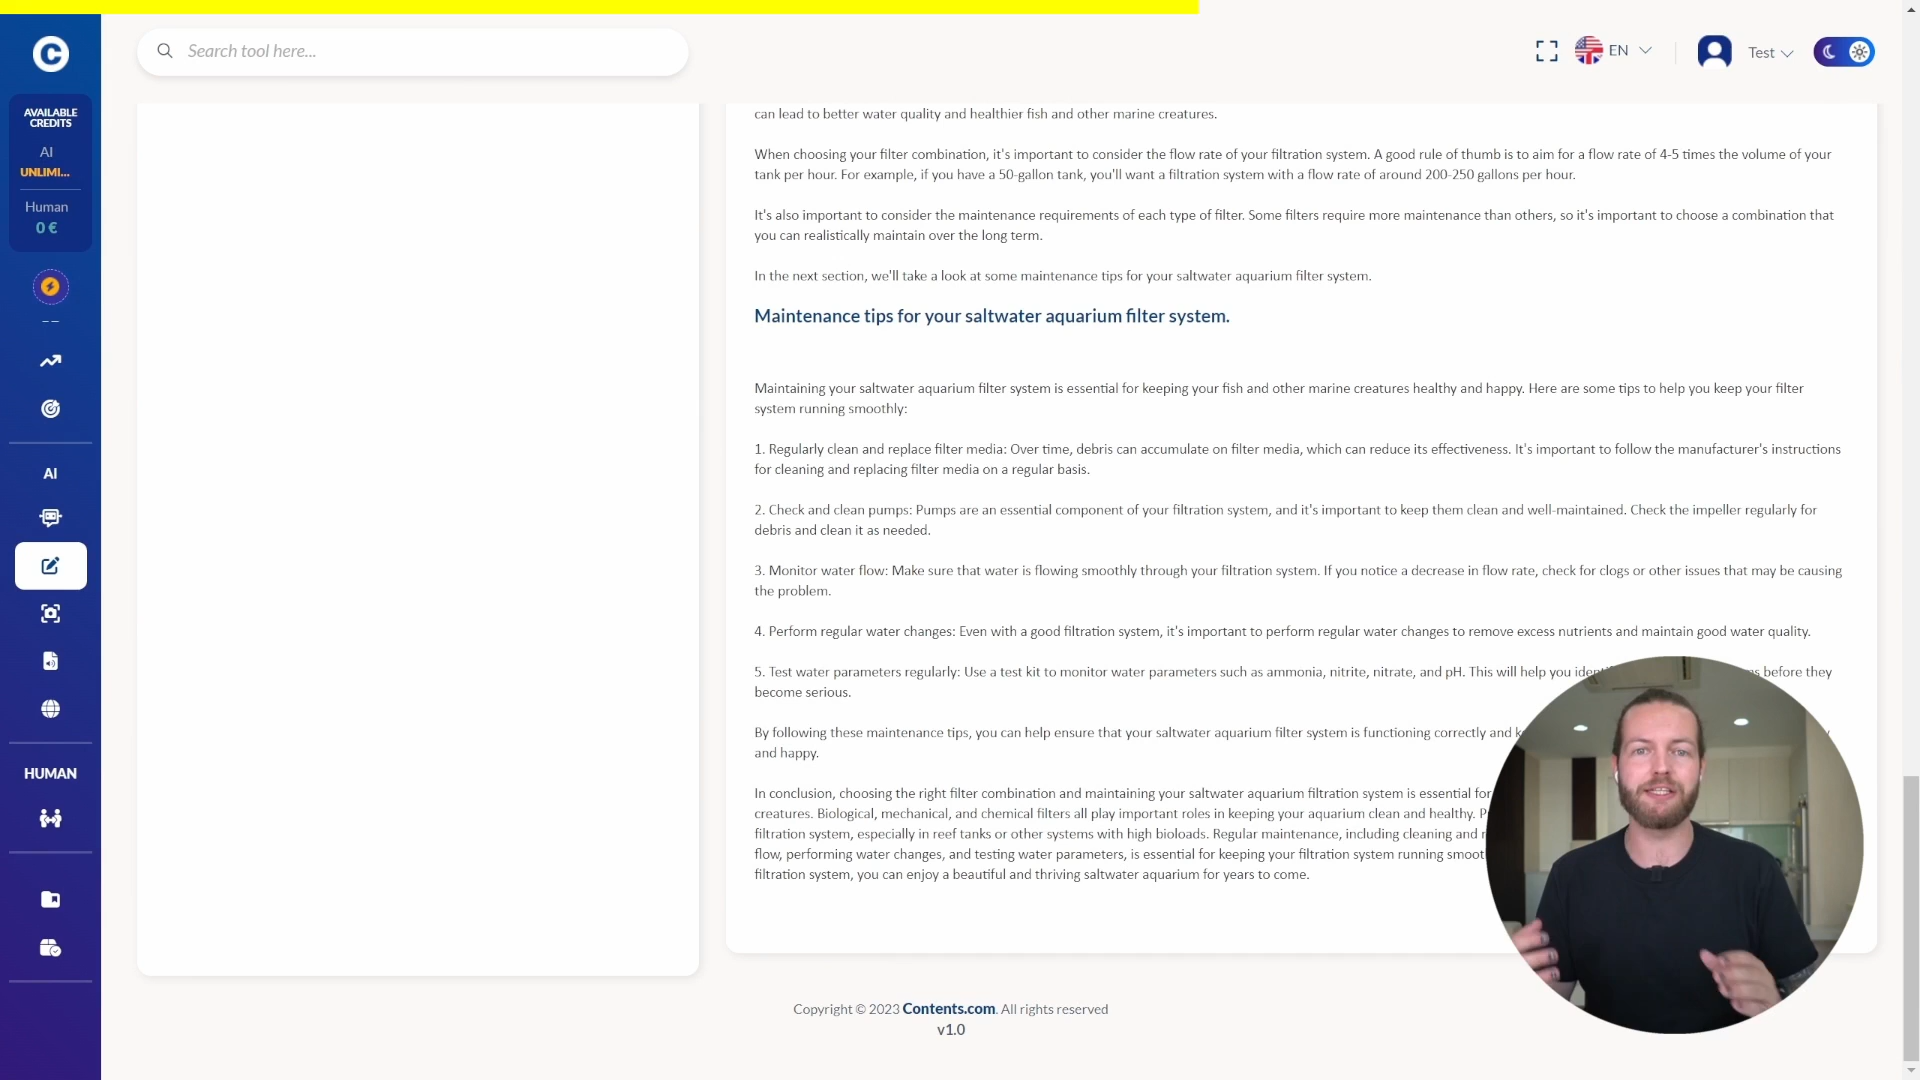 Search tool here...
EN
Test
C
AVAILABLE
CREDITS
AI
UNLIMI...
Human
0 €
AI
HUMAN
can lead to better water quality and healthier fish and other marine creatures.
When choosing your filter combination, it's important to consider the flow rate of your filtration system. A good rule of thumb is to aim for a flow rate of 4-5 times the volume of your
tank per hour. For example, if you have a 50-gallon tank, you'll want a filtration system with a flow rate of around 200-250 gallons per hour.
It's also important to consider the maintenance requirements of each type of filter. Some filters require more maintenance than others, so it's important to choose a combination that
you can realistically maintain over the long term.
In the next section, we'll take a look at some maintenance tips for your saltwater aquarium filter system.
Maintenance tips for your saltwater aquarium filter system.
Maintaining your saltwater aquarium filter system is essential for keeping your fish and other marine creatures healthy and happy. Here are some tips to help you keep your filter
system running smoothly:
1. Regularly clean and replace filter media: Over time, debris can accumulate on filter media, which can reduce its effectiveness. It's important to follow the manufacturer's instructions
for cleaning and replacing filter media on a regular basis.
2. Check and clean pumps: Pumps are an essential component of your filtration system, and it's important to keep them clean and well-maintained. Check the impeller regularly for
debris and clean it as needed.
3. Monitor water flow: Make sure that water is flowing smoothly through your filtration system. If you notice a decrease in flow rate, check for clogs or other issues that may be causing
the problem.
4. Perform regular water changes: Even with a good filtration system, it's important to perform regular water changes to remove excess nutrients and maintain good water quality.
5. Test water parameters regularly: Use a test kit to monitor water parameters such as ammonia, nitrite, nitrate, and pH. This will help you before they
become serious.
By following these maintenance tips, you can help ensure that your saltwater aquarium filter system is functioning correctly and
and happy.
In conclusion, choosing the right filter combination and maintaining your saltwater aquarium filtration system is essential for
creatures. Biological, mechanical, and chemical filters all play important roles in keeping your aquarium clean and healthy.
filtration system, especially in reef tanks or other systems with high bioloads. Regular maintenance, including cleaning and
flow, performing water changes, and testing water parameters, is essential for keeping your filtration system running
filtration system, you can enjoy a beautiful and thriving saltwater aquarium for years to come.
Copyright © 2023 Contents.com. All rights reserved
v1.0